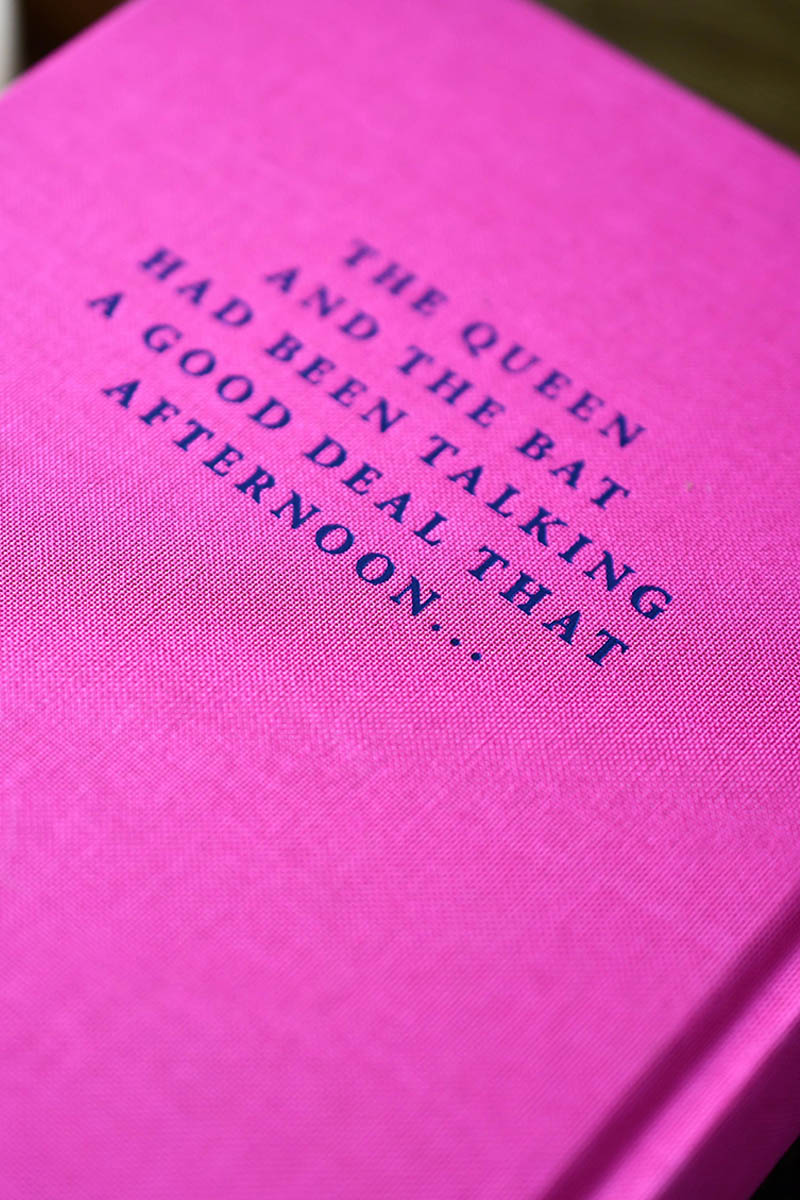 THE QUEEN
AND THE BAT
HAD BEEN TALKING
A GOOD DEAL THAT
AFTERNOON...